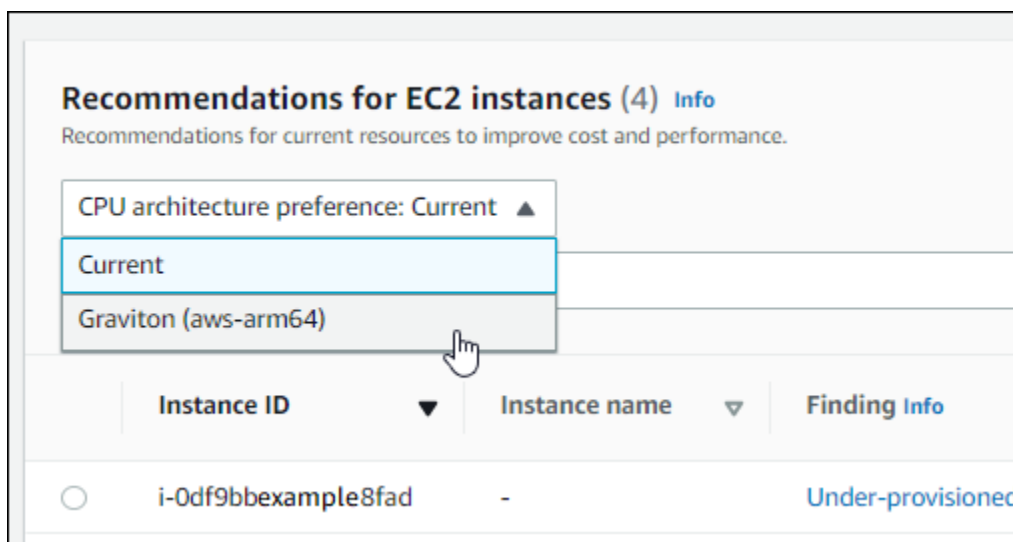 Recommendations for EC2 instances (4) Info
Recommendations for current resources to improve cost and performance.
CPU architecture preference: Current
Current
Graviton (aws-arm64)
Instance ID Instance name Finding Info
i-0df9bbexample8fad - Under-provisioned